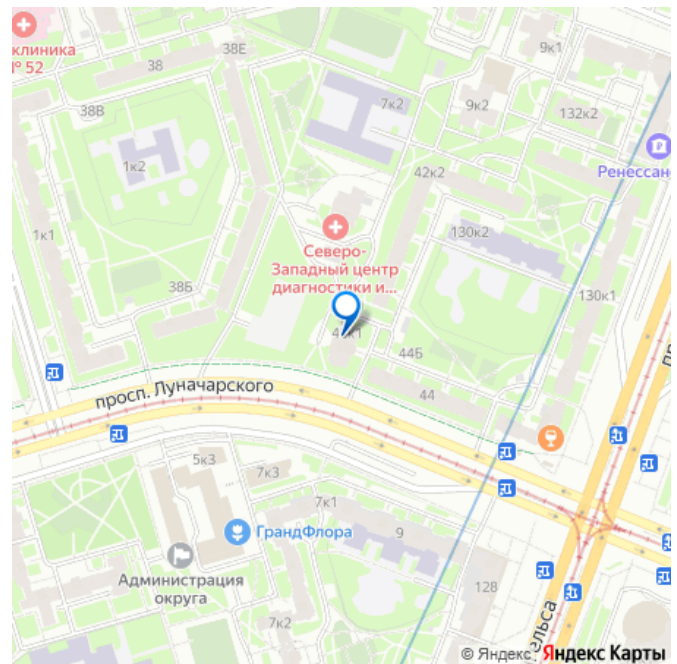 38Е
9к1
клиника
№ 52
38
7к2
9к2
132к2
38В
Ренессанс
1к2
42к2
1к1
Северо-
Западный центр
диагностики и...
130к2
38Б
130к1
44Б
просп. Луначарского
44
5к3
7к3
7к1
ГрандФлора
9
Администрация
округа
128
7к2
© Яндекс Яндекс Карты